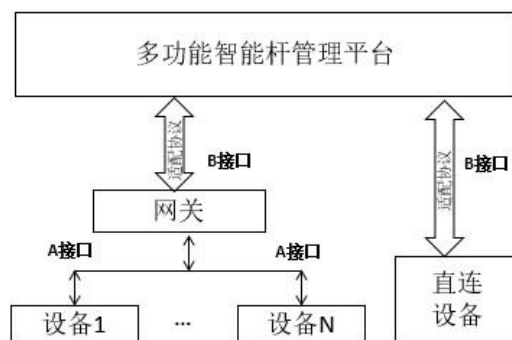 多功能智能杆管理平台
适配协议
B接口
适配协议
B接口
网关
A接口
A接口
直连
设备
设备1
...
设备N